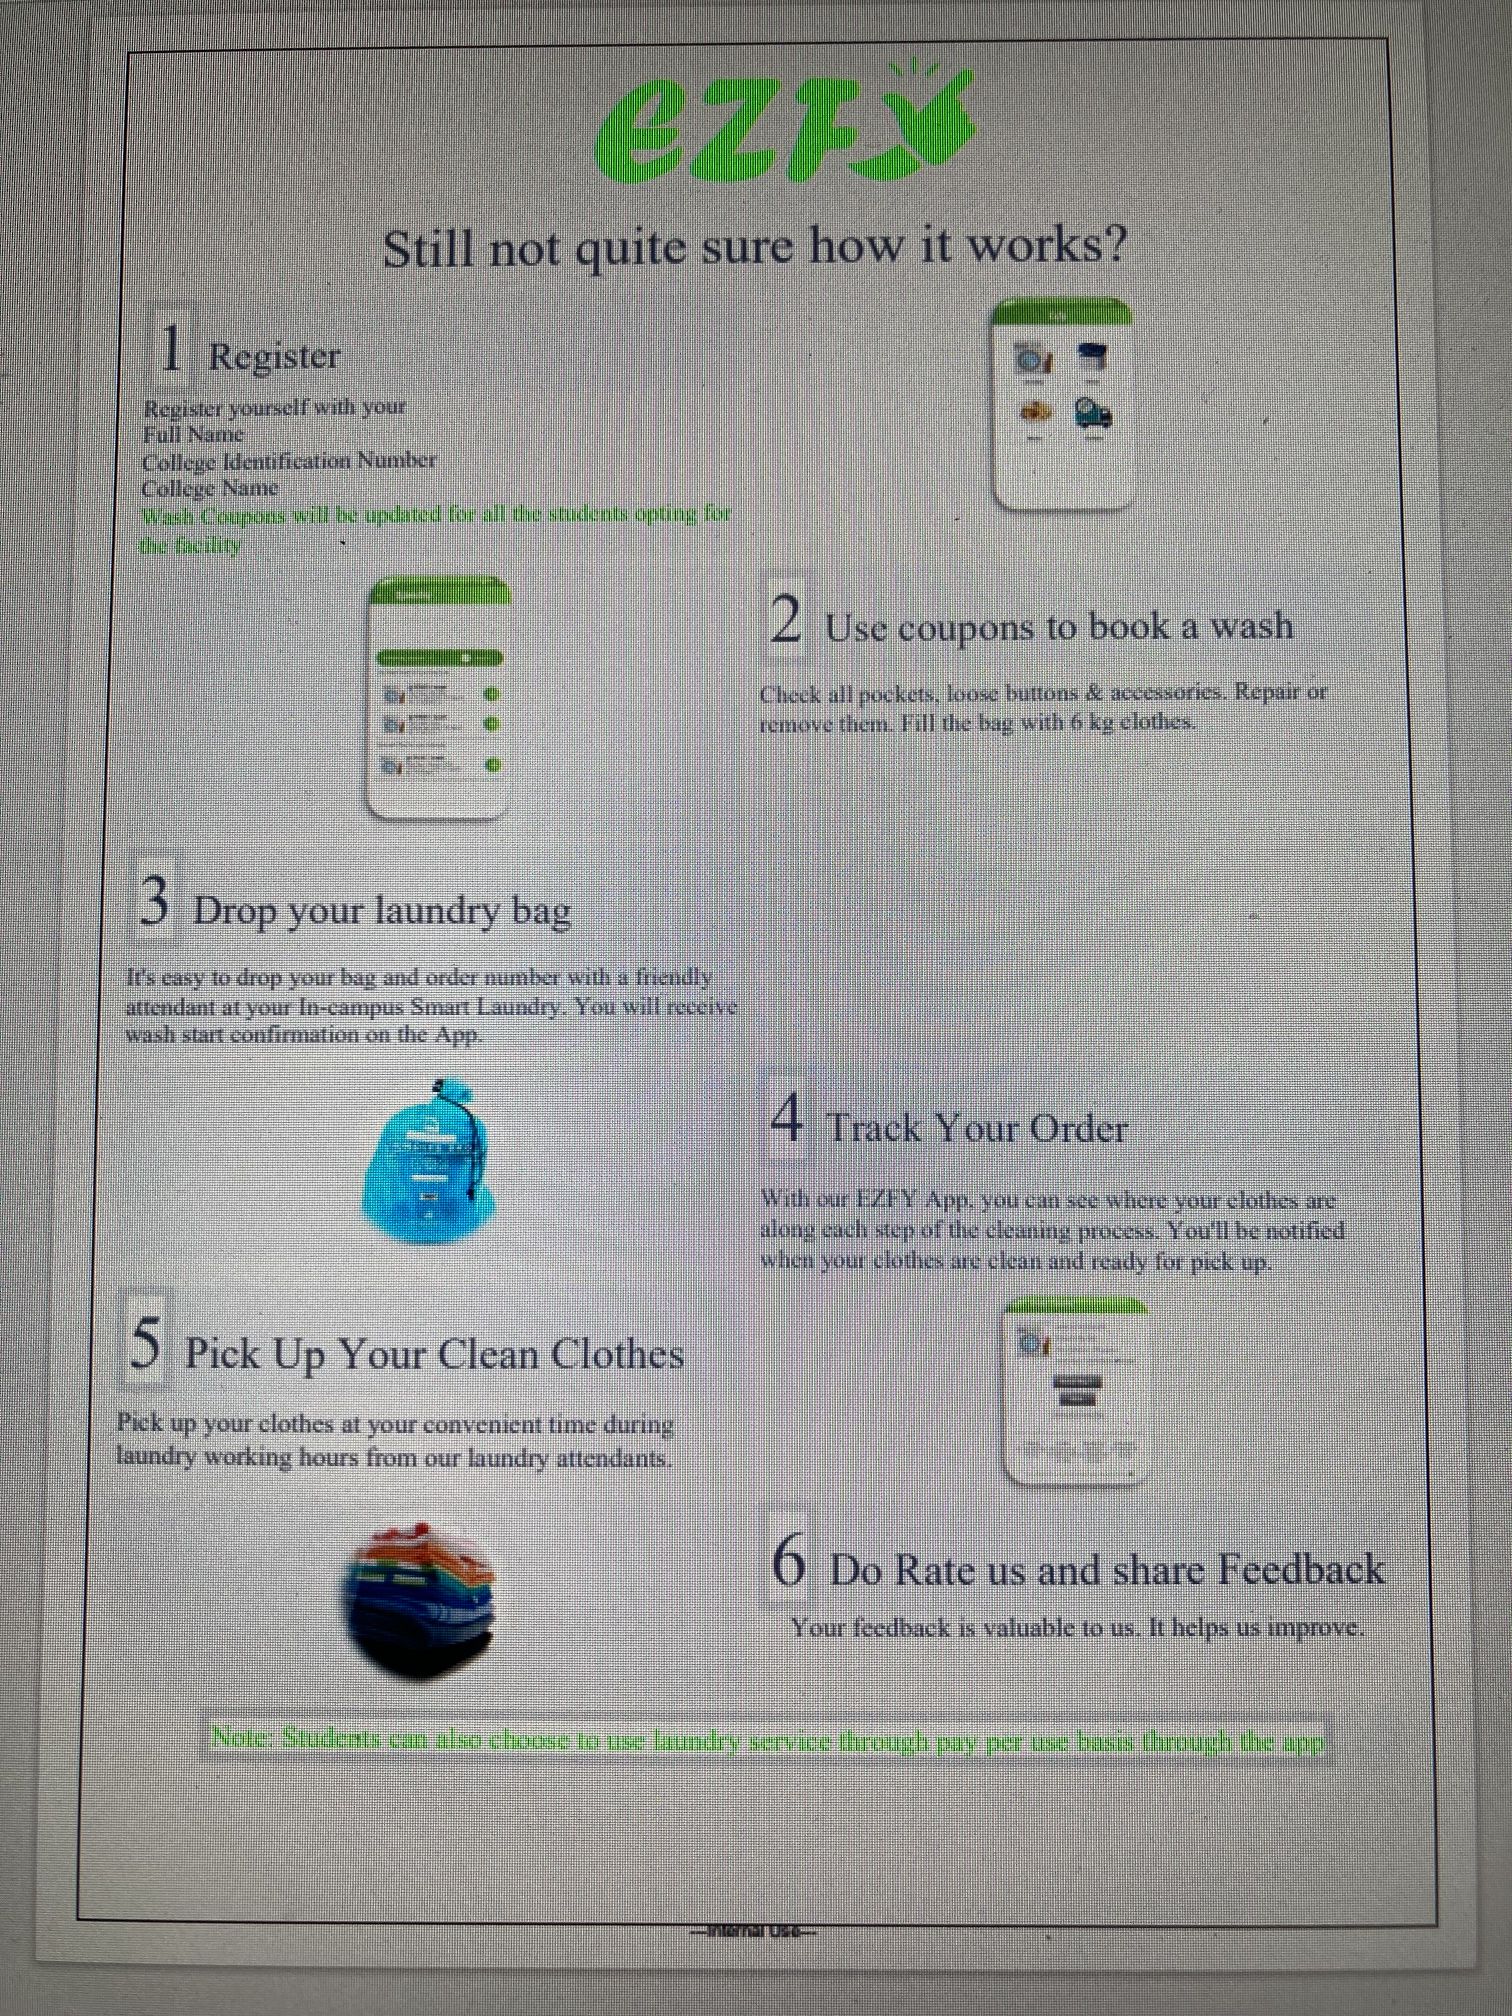 eZFY
Still not quite sure how it works?
1 Register
Register yourself with your
Full Name
College Identification Number
College Name
Wash Coupons will be updated for all the students opting for
the facility
2 Use coupons to book a wash
Check all pockets, loose buttons & accessories. Repair or
remove them. Fill the bag with 6 kg clothes.
3 Drop your laundry bag
It's easy to drop your bag and order number with a friendly
attendant at your In-campus Smart Laundry. You will receive
wash start confirmation on the App.
4 Track Your Order
With our EZFY App, you can see where your clothes are
along each step of the cleaning process. You'll be notified
when your clothes are clean and ready for pick up.
5 Pick Up Your Clean Clothes
Pick up your clothes at your convenient time during
laundry working hours from our laundry attendants.
6 Do Rate us and share Feedback
Your feedback is valuable to us. It helps us improve.
Note: Students can also choose to use laundry service through pay per use basis through the app
—Internal Use—